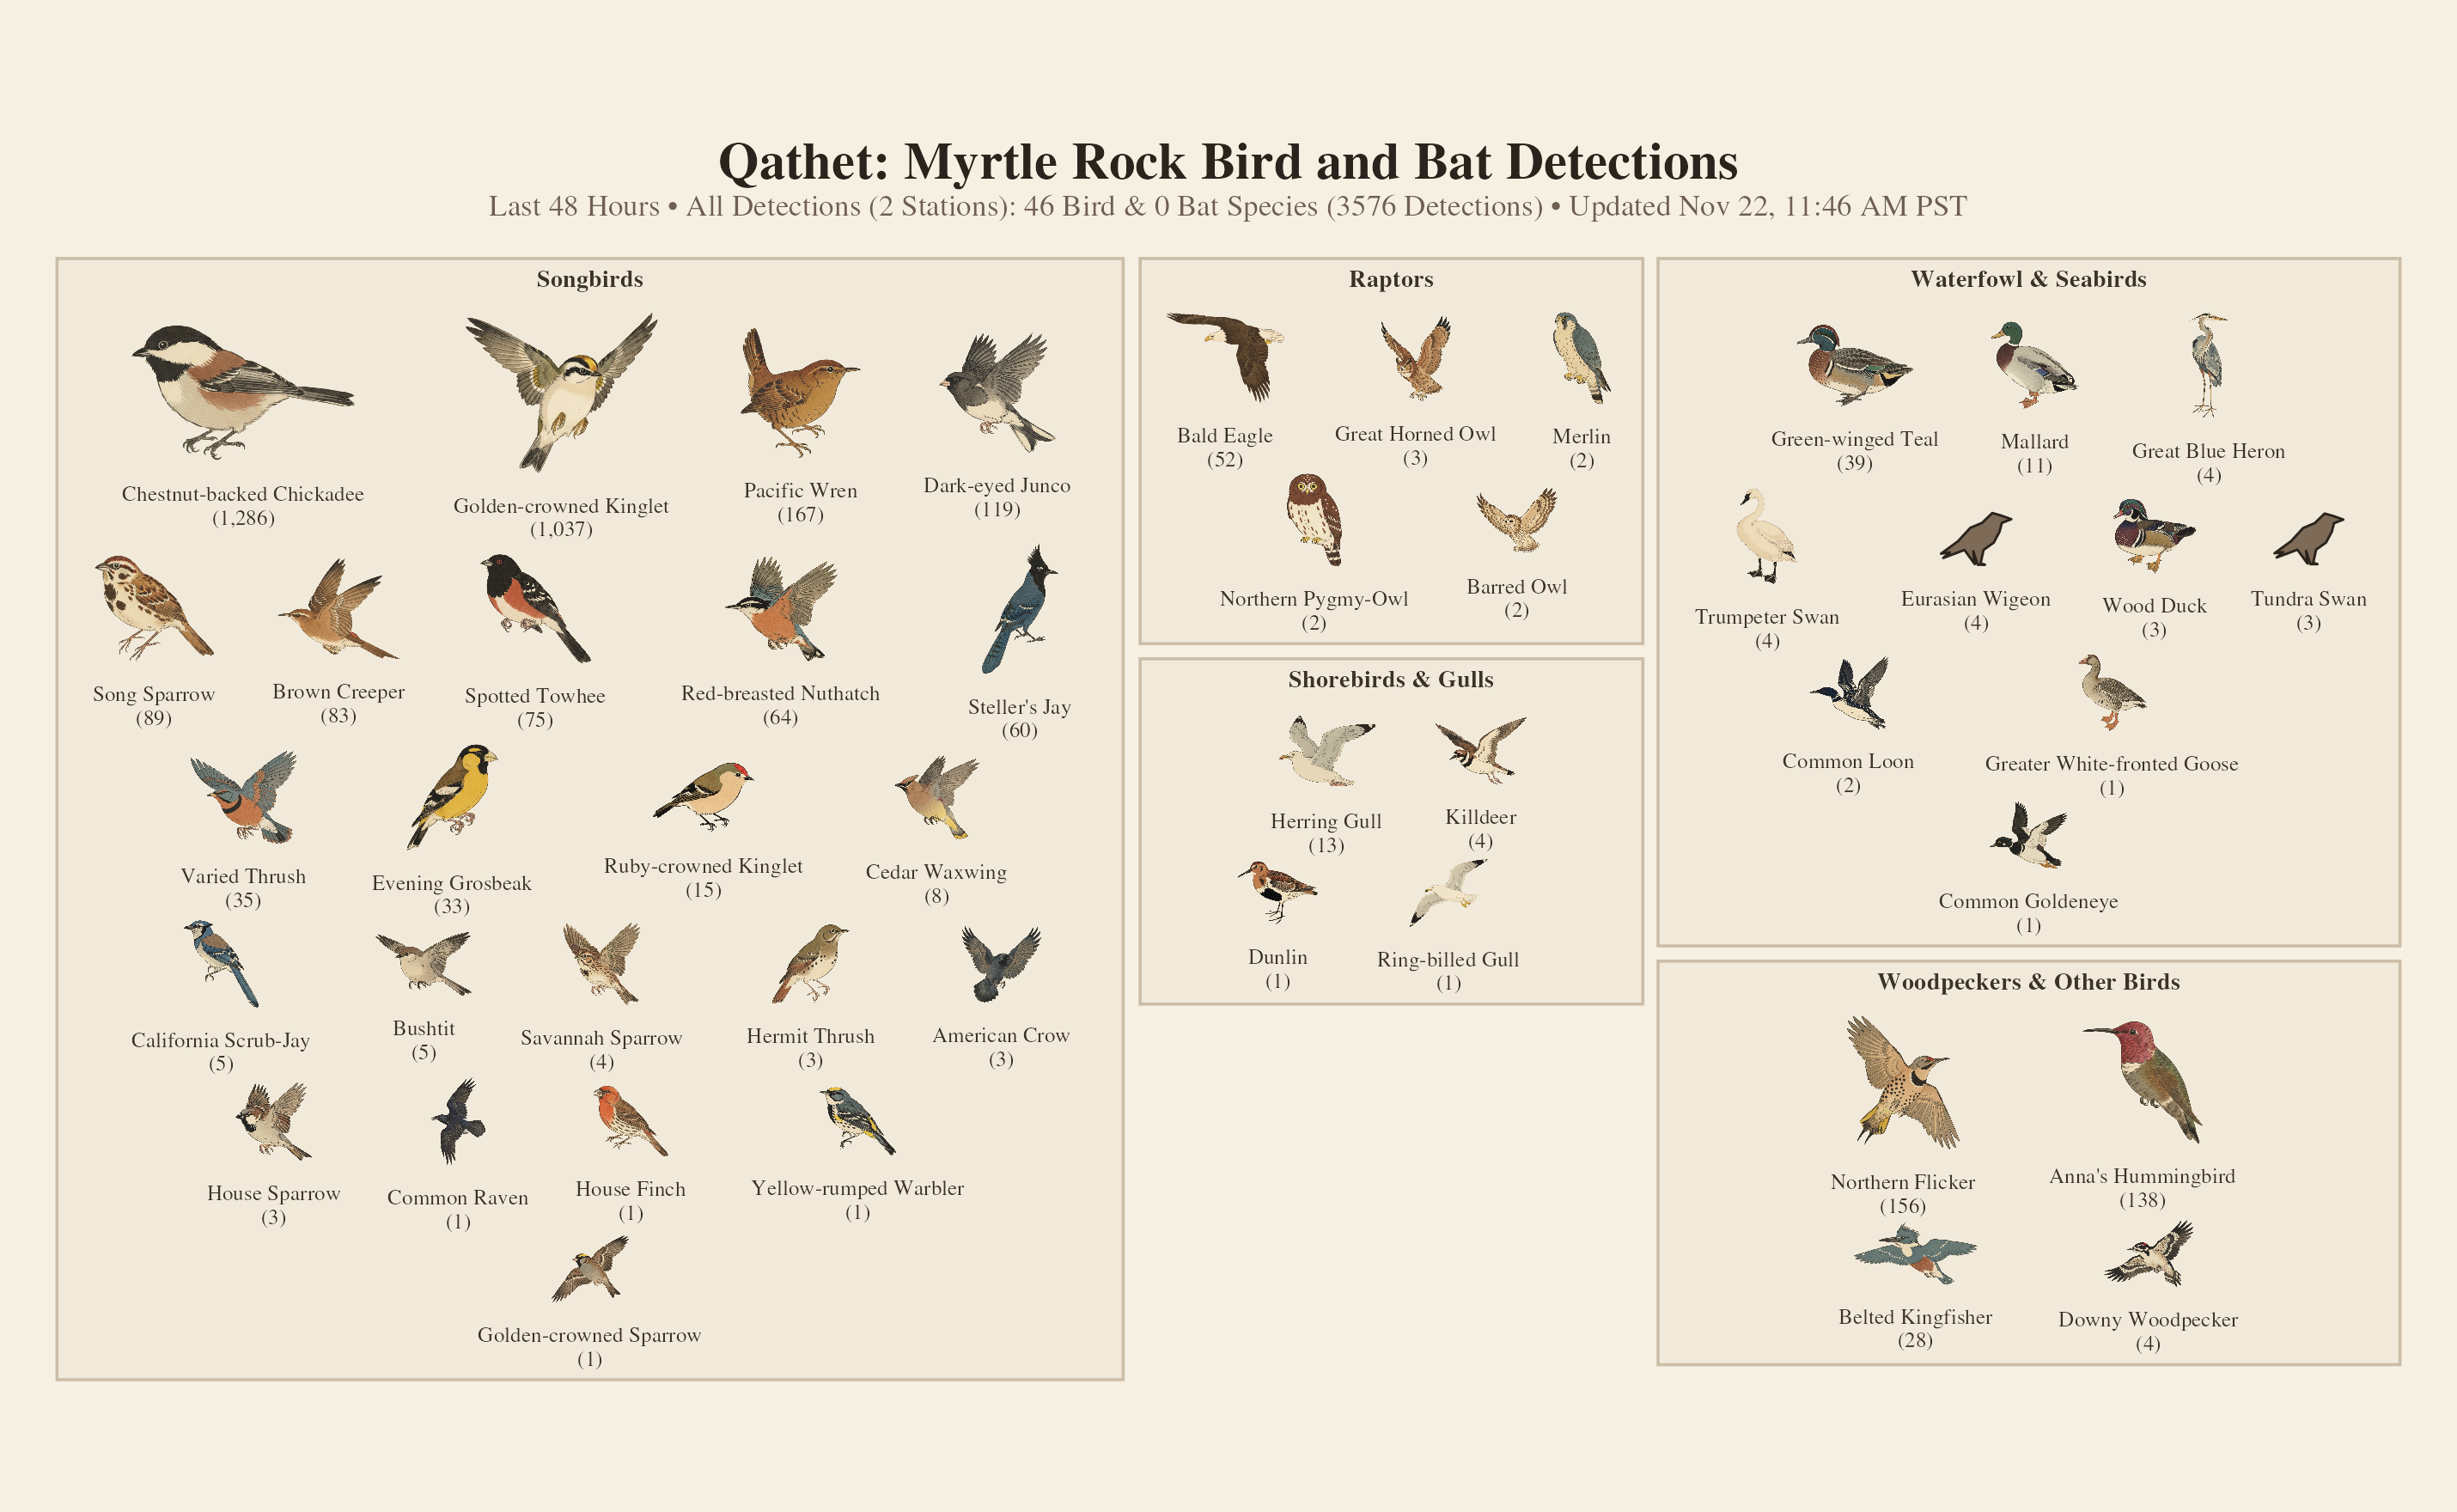 Qathet: Myrtle Rock Bird and Bat Detections
Last 48 Hours • All Detections (2 Stations): 46 Bird & 0 Bat Species (3576 Detections) • Updated Nov 22, 11:46 AM PST
Songbirds
Chestnut-backed Chickadee
(1,286)
Golden-crowned Kinglet
(1,037)
Pacific Wren
(167)
Dark-eyed Junco
(119)
Song Sparrow
(89)
Brown Creeper
(83)
Spotted Towhee
(75)
Red-breasted Nuthatch
(64)
Steller's Jay
(60)
Varied Thrush
(35)
Evening Grosbeak
(33)
Ruby-crowned Kinglet
(15)
Cedar Waxwing
(8)
California Scrub-Jay
(5)
Bushtit
(5)
Savannah Sparrow
(4)
Hermit Thrush
(3)
American Crow
(3)
House Sparrow
(3)
Common Raven
(1)
House Finch
(1)
Yellow-rumped Warbler
(1)
Golden-crowned Sparrow
(1)
Raptors
Bald Eagle
(52)
Great Horned Owl
(3)
Merlin
(2)
Northern Pygmy-Owl
(2)
Barred Owl
(2)
Shorebirds & Gulls
Herring Gull
(13)
Killdeer
(4)
Dunlin
(1)
Ring-billed Gull
(1)
Waterfowl & Seabirds
Green-winged Teal
(39)
Mallard
(11)
Great Blue Heron
(4)
Trumpeter Swan
(4)
Eurasian Wigeon
(4)
Wood Duck
(3)
Tundra Swan
(3)
Common Loon
(2)
Greater White-fronted Goose
(1)
Common Goldeneye
(1)
Woodpeckers & Other Birds
Northern Flicker
(156)
Anna's Hummingbird
(138)
Belted Kingfisher
(28)
Downy Woodpecker
(4)